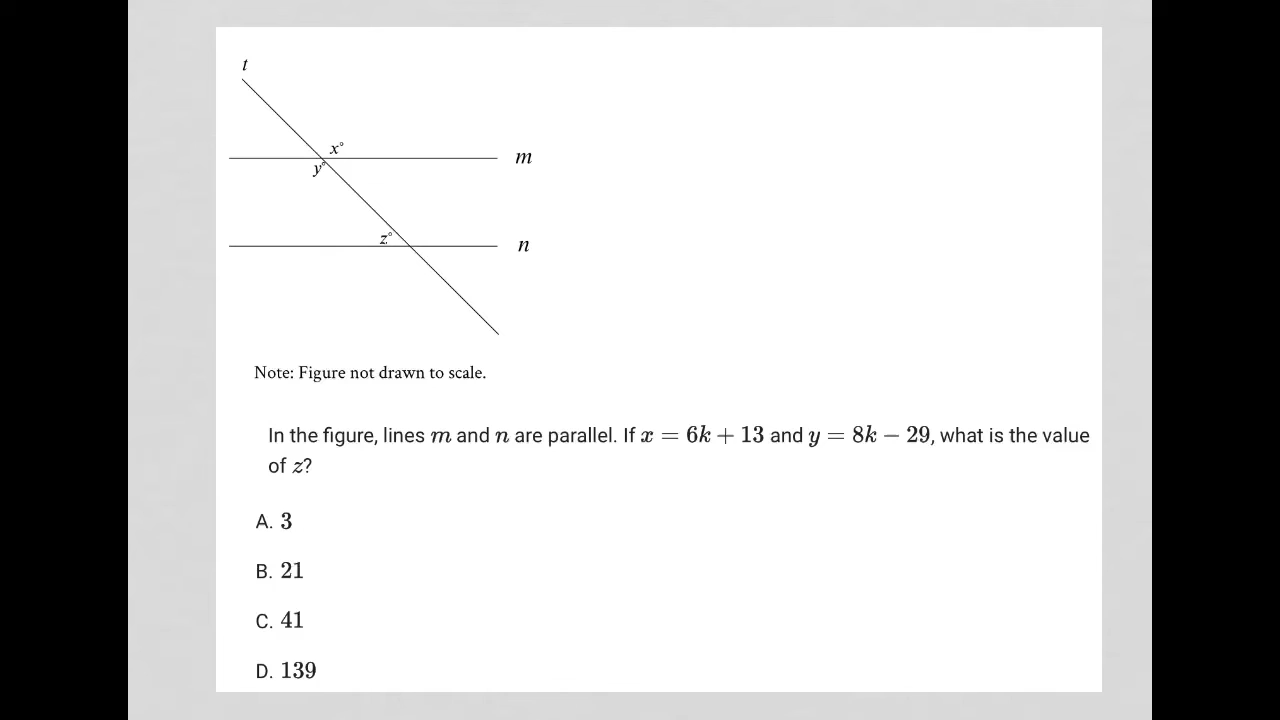 t
x°
m
y°
z°
n
Note: Figure not drawn to scale.
In the figure, lines m and n are parallel. If x = 6k + 13 and y = 8k − 29, what is the value
of z?
A. 3
B. 21
C. 41
D. 139